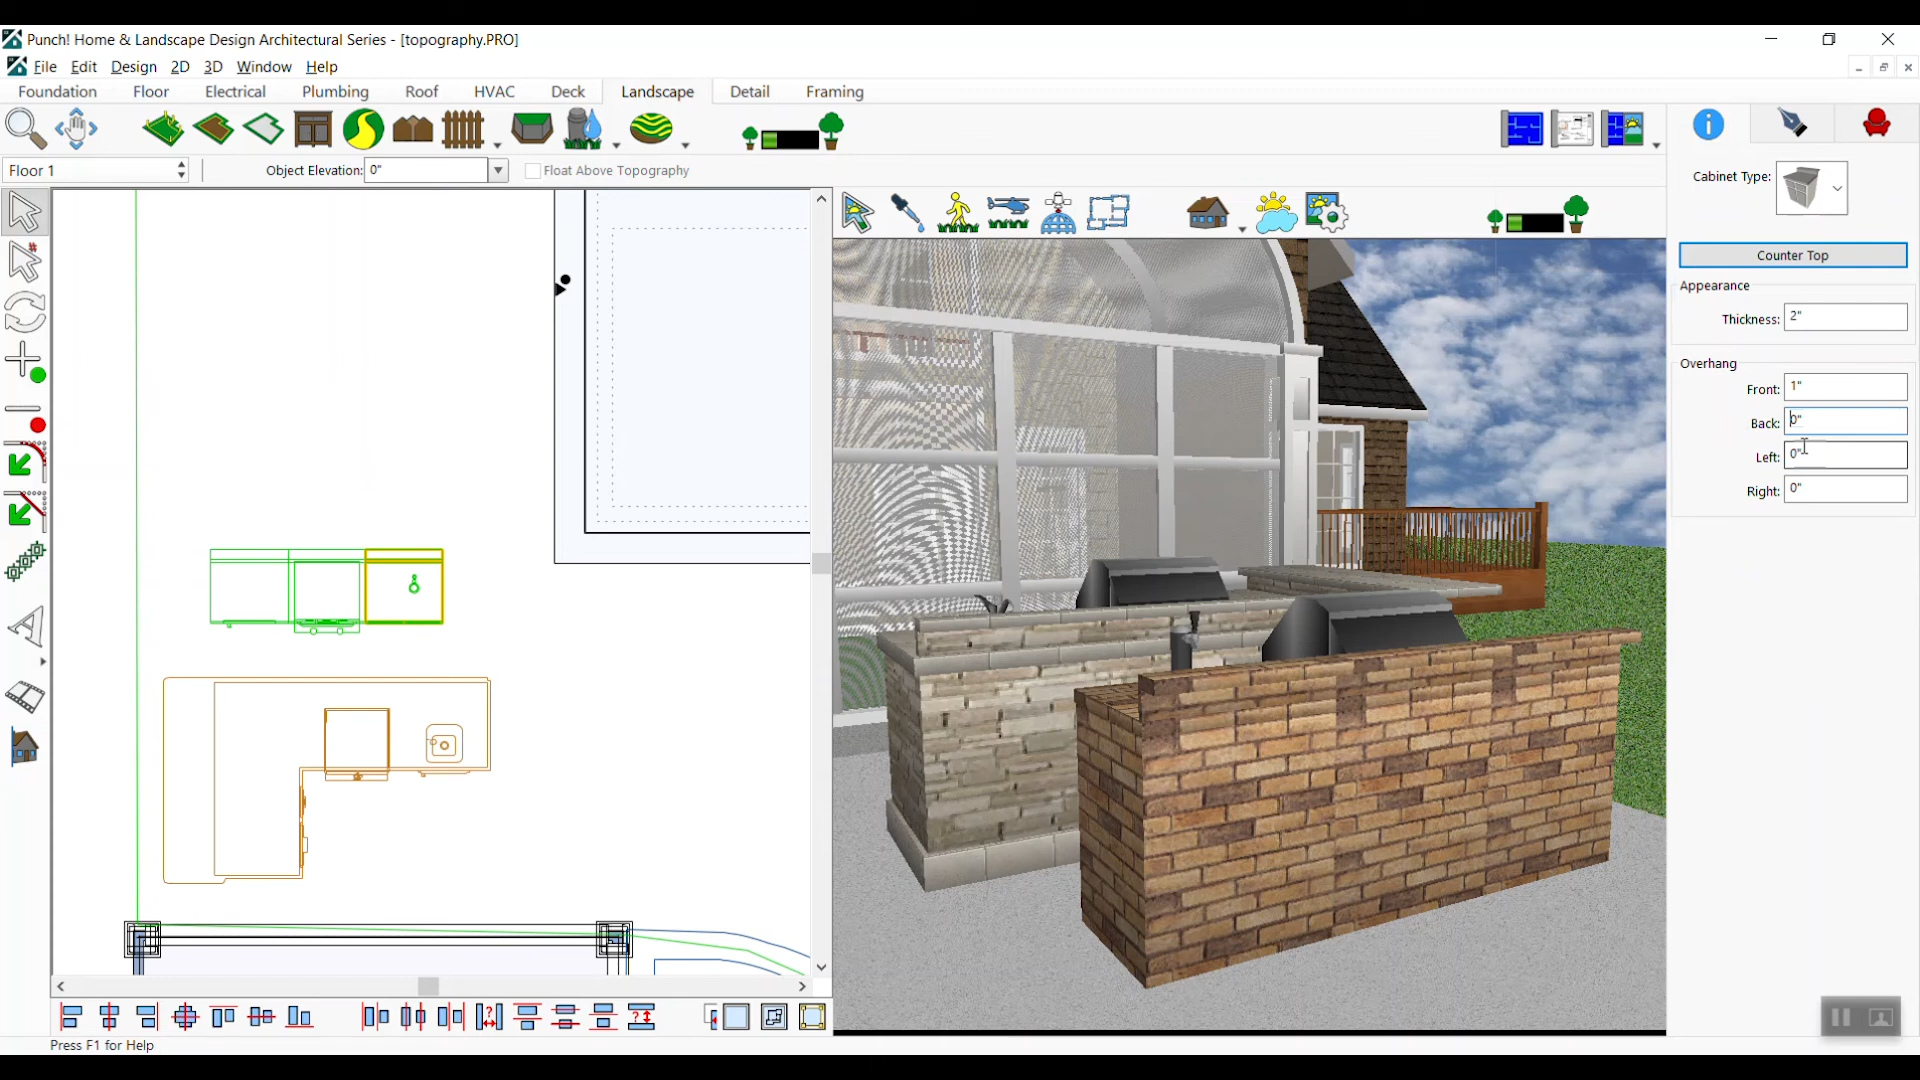 Punch! Home & Landscape Design Architectural Series - [topography.PRO]
File Edit Design 2D 3D Window Help
Foundation Floor Electrical Plumbing Roof HVAC Deck Landscape Detail Framing
Floor 1 Object Elevation: 0" Float Above Topography
Cabinet Type:
Counter Top
Appearance
Thickness: 2"
Overhang
Front: 1"
Back: 0"
Left: 0"
Right: 0"
Press F1 for Help